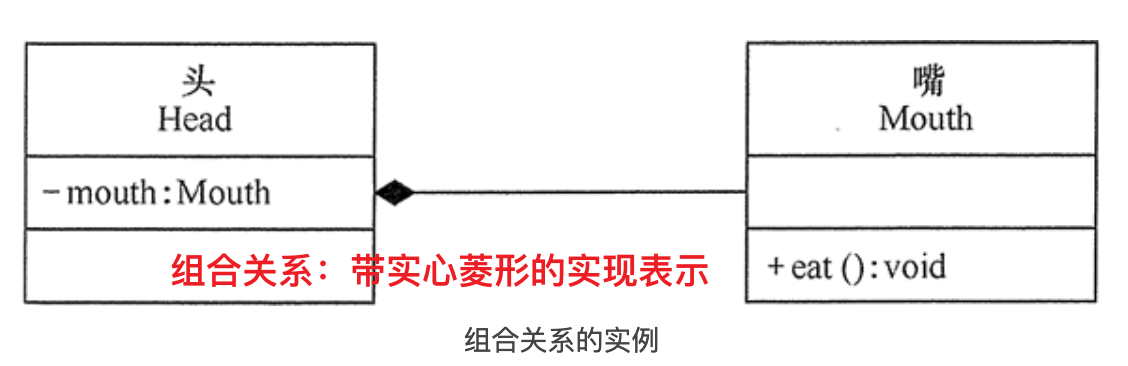 头
Head
-mouth:Mouth
嘴
Mouth
+eat():void
组合关系：带实心菱形的实现表示
组合关系的实例